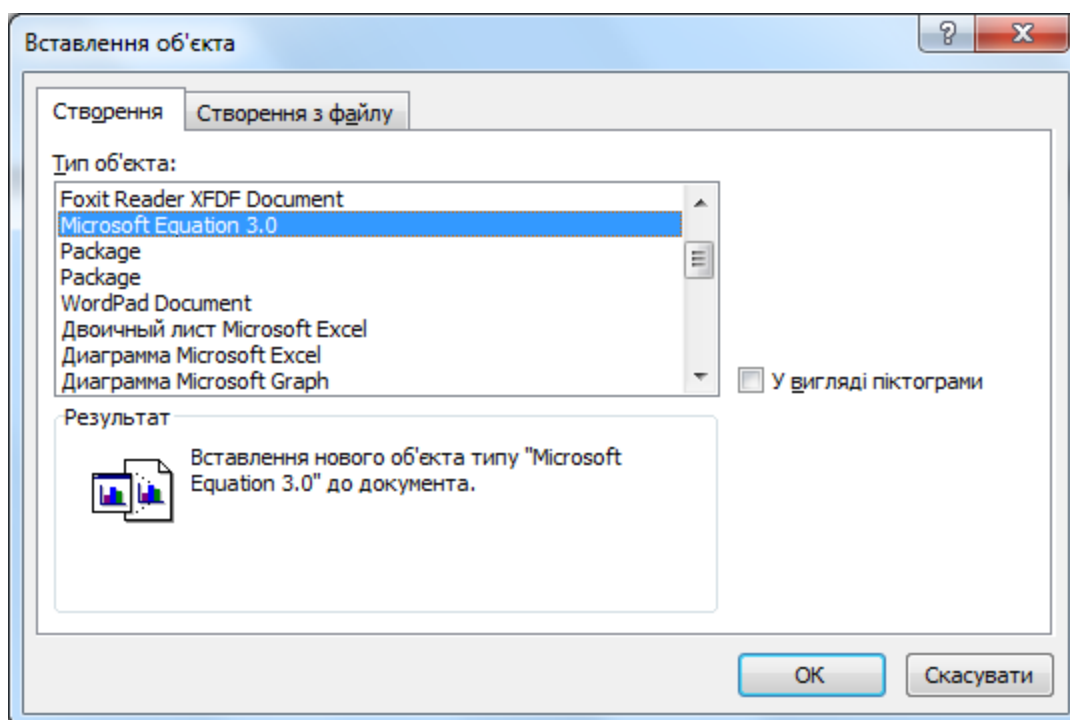 Вставлення об'єкта
Створення
Створення з файлу
Тип об'єкта:
Foxit Reader XFDF Document
Microsoft Equation 3.0
Package
Package
WordPad Document
Двоичный лист Microsoft Excel
Диаграмма Microsoft Excel
Диаграмма Microsoft Graph
У вигляді піктограми
Результат
Вставлення нового об'єкта типу "Microsoft
Equation 3.0" до документа.
ОК
Скасувати